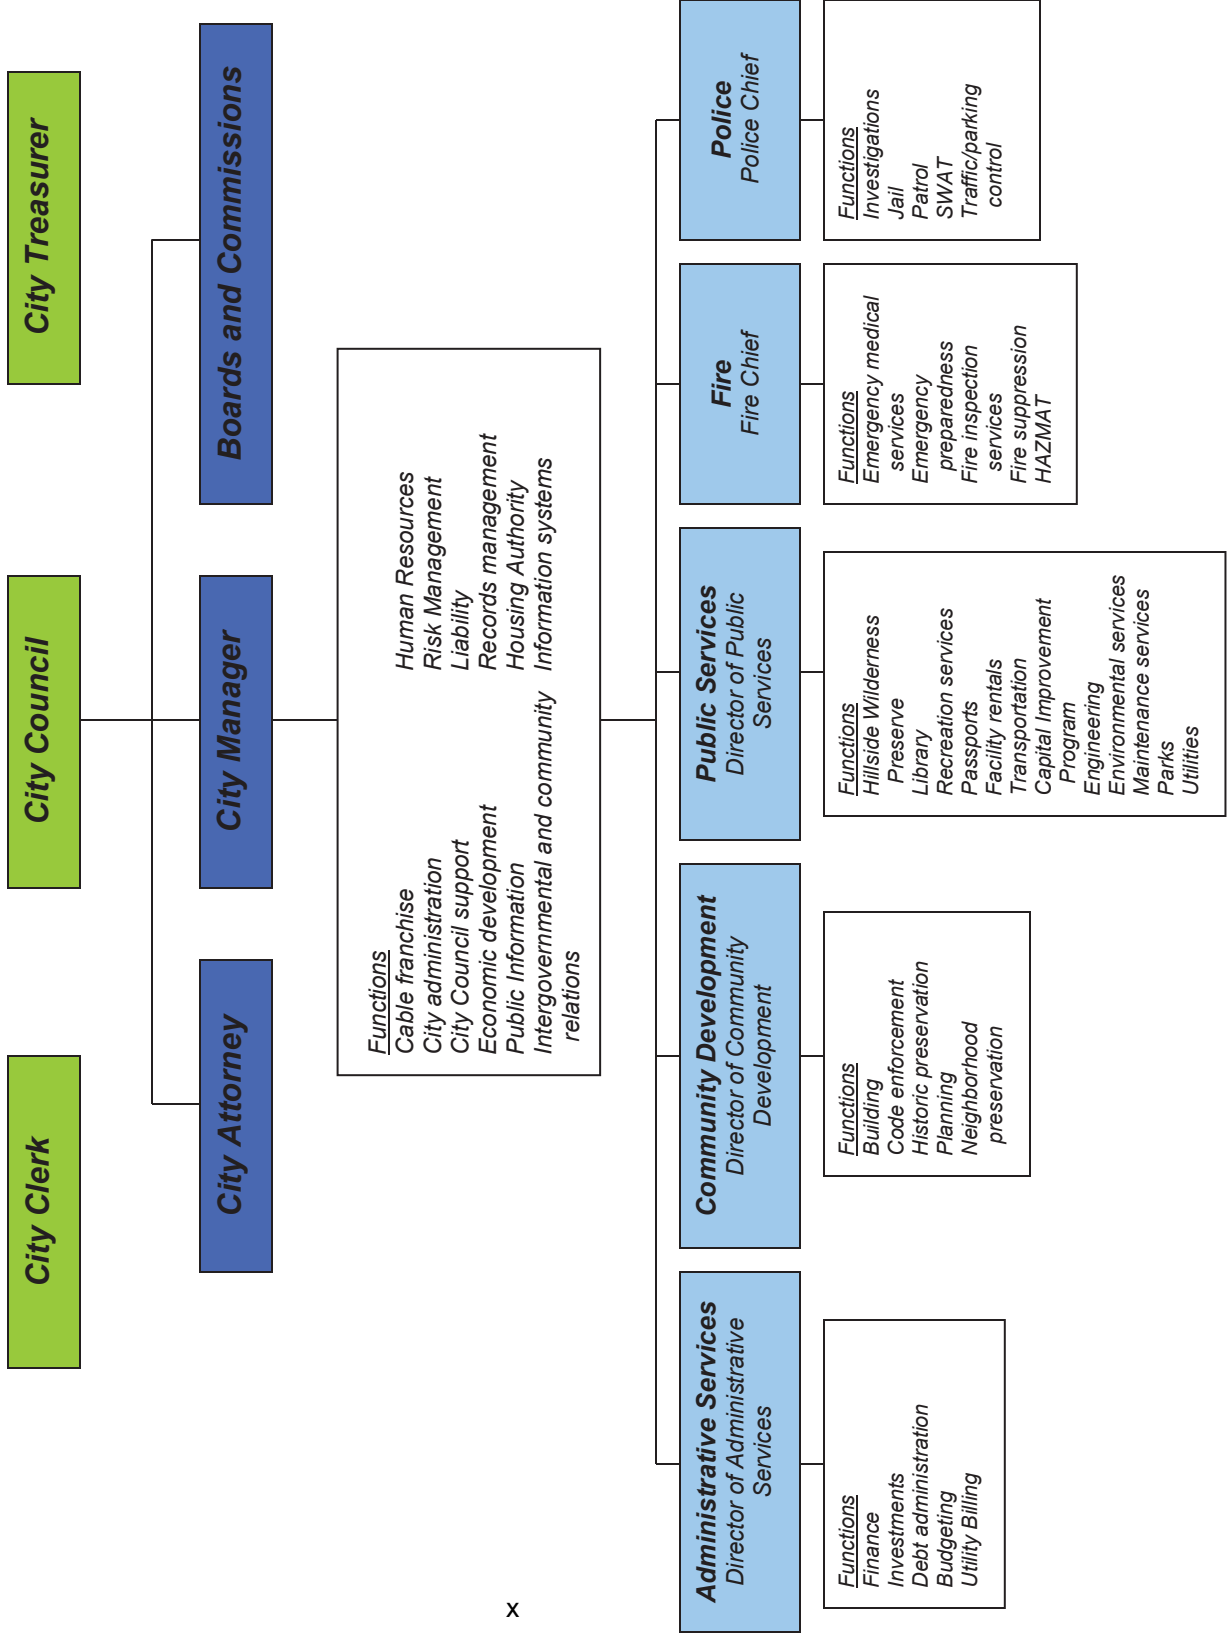 City Clerk
City Council
City Treasurer
City Attorney
City Manager
Boards and Commissions
Functions
Cable franchise
City administration
City Council support
Economic development
Public Information
Intergovernmental and community
relations
Human Resources
Risk Management
Liability
Records management
Housing Authority
Information systems
Administrative Services
Director of Administrative
Services
Community Development
Director of Community
Development
Public Services
Director of Public
Services
Fire
Fire Chief
Police
Police Chief
Functions
Finance
Investments
Debt administration
Budgeting
Utility Billing
Functions
Building
Code enforcement
Historic preservation
Planning
Neighborhood
preservation
Functions
Hillside Wilderness
Preserve
Library
Recreation services
Passports
Facility rentals
Transportation
Capital Improvement
Program
Engineering
Environmental services
Maintenance services
Parks
Utilities
Functions
Emergency medical
services
Emergency
preparedness
Fire inspection
services
Fire suppression
HAZMAT
Functions
Investigations
Jail
Patrol
SWAT
Traffic/parking
control
x